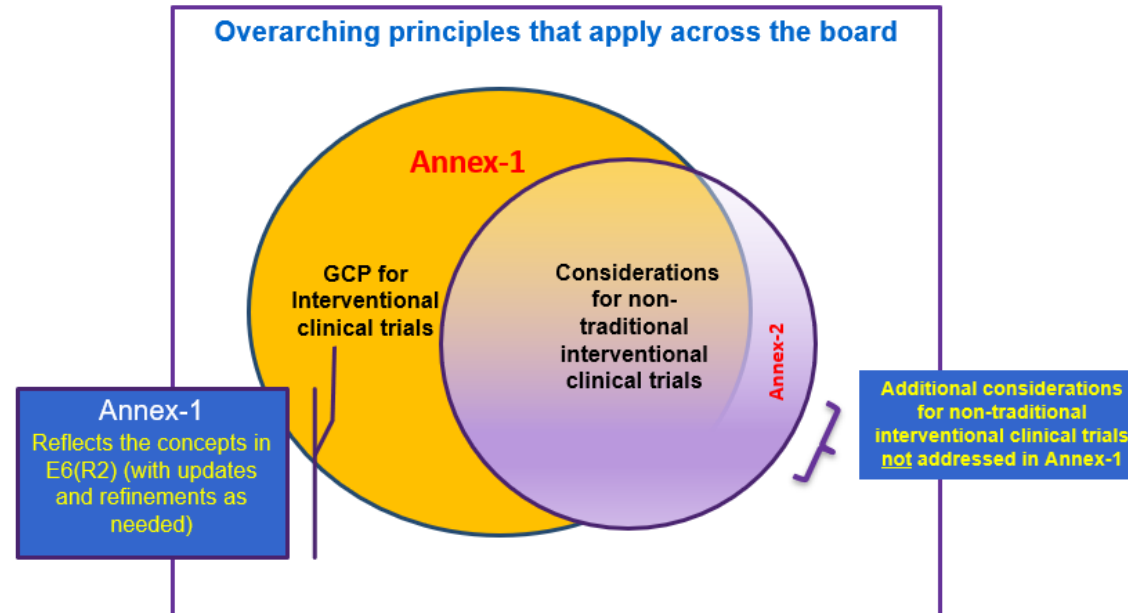 Overarching principles that apply across the board
Annex-1
GCP for
Interventional
clinical trials
Considerations
for non-
traditional
interventional
clinical trials
Annex-2
Annex-1
Reflects the concepts in
E6(R2) (with updates
and refinements as
needed)
Additional considerations
for non-traditional
interventional clinical trials
not addressed in Annex-1